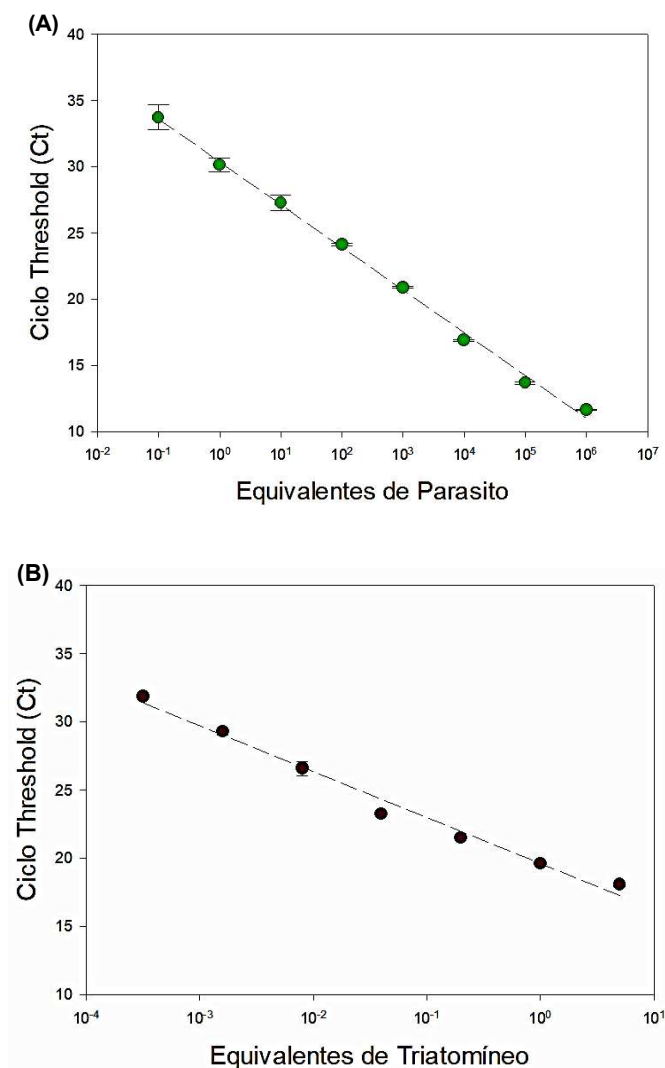 (A)
40
35
30
25
20
15
10
Ciclo Threshold (Ct)
10⁻² 10⁻¹ 10⁰ 10¹ 10² 10³ 10⁴ 10⁵ 10⁶ 10⁷
Equivalentes de Parasito
(B)
40
35
30
25
20
15
10
Ciclo Threshold (Ct)
10⁻⁴ 10⁻³ 10⁻² 10⁻¹ 10⁰ 10¹
Equivalentes de Triatomíneo